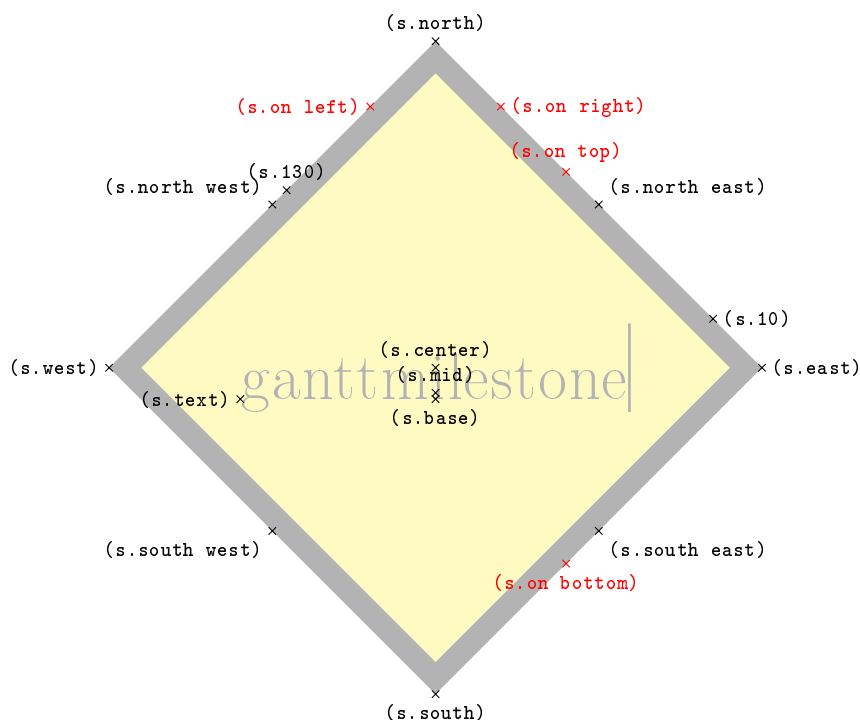 (s.north)
(s.on left)
(s.on right)
(s.on top)
(s.130)
(s.north west)
(s.north east)
(s.10)
(s.center)
(s.west)
ganttmilestone
(s.east)
(s.mid)
(s.text)
(s.base)
(s.south west)
(s.south east)
(s.on bottom)
(s.south)